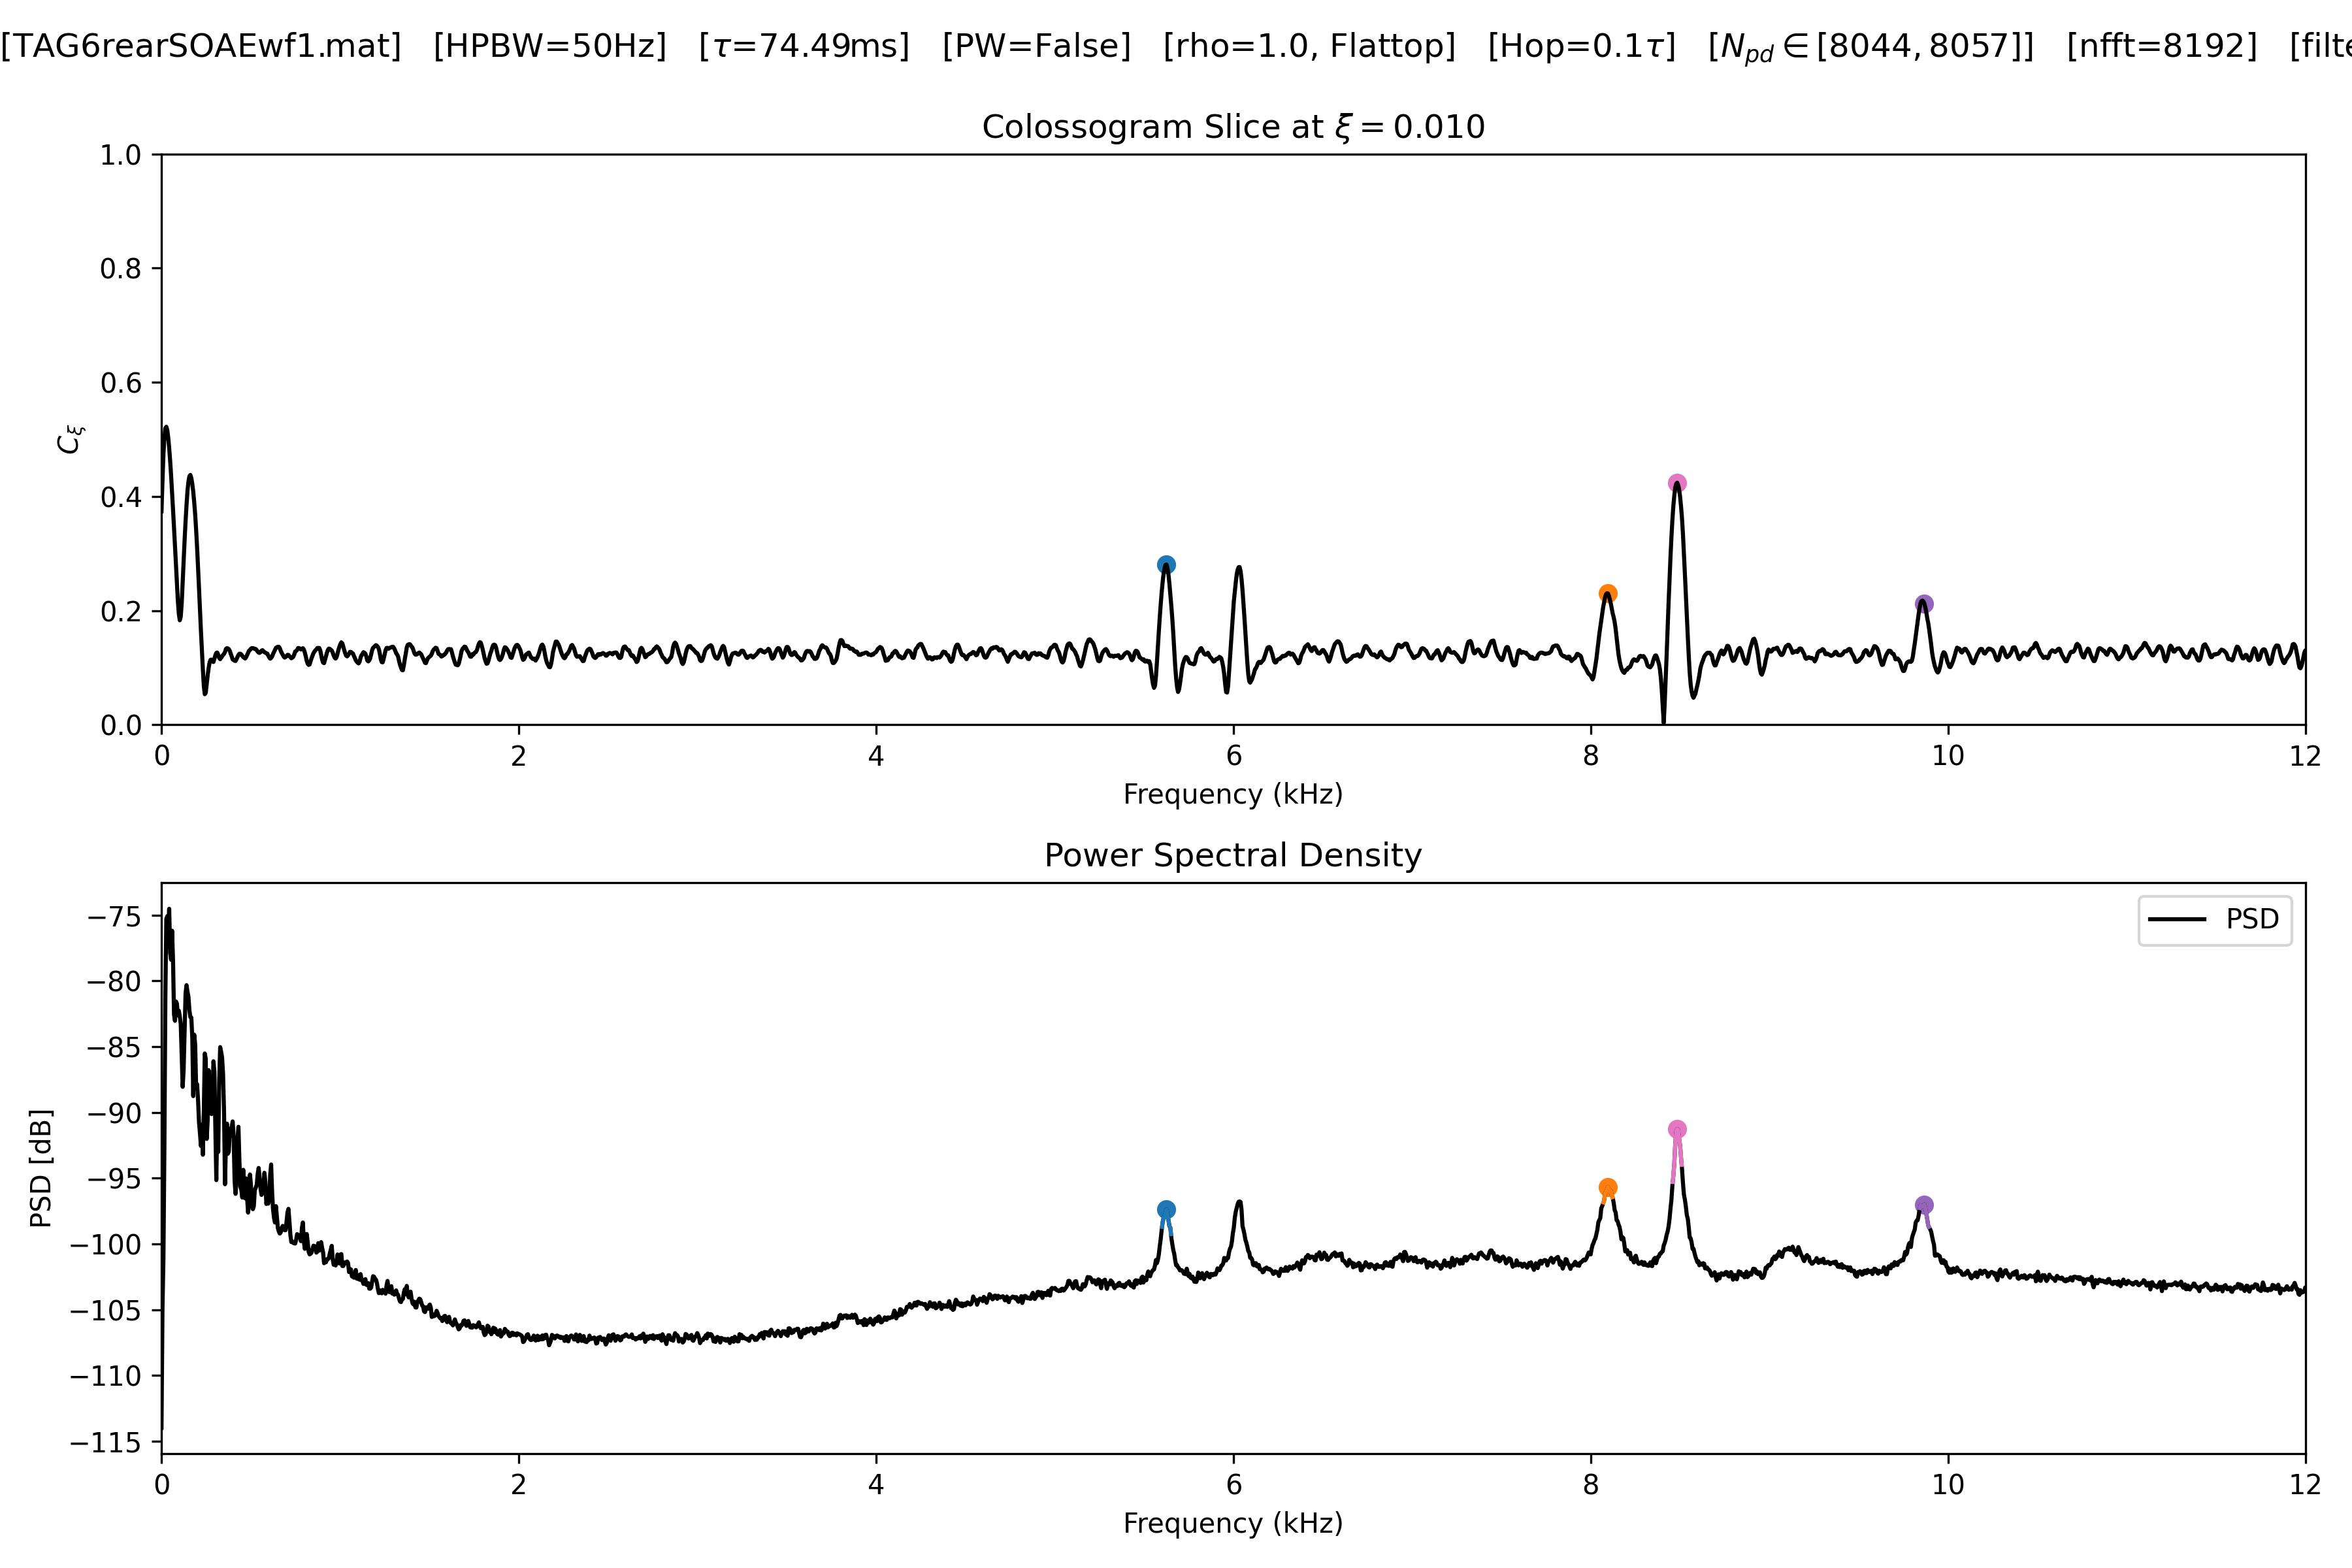 [TAG6rearSOAEwf1.mat] [HPBW=50Hz] [τ=74.49ms] [PW=False] [rho=1.0, Flattop] [Hop=0.1τ] [N_pd ∈ [8044, 8057]] [nfft=8192] [filte
Colossogram Slice at ξ = 0.010
1.0
0.8
0.6
0.4
0.2
0.0
C_ξ
0 2 4 6 8 10 12
Frequency (kHz)
Power Spectral Density
PSD
−75
−80
−85
−90
−95
−100
−105
−110
−115
PSD [dB]
0 2 4 6 8 10 12
Frequency (kHz)